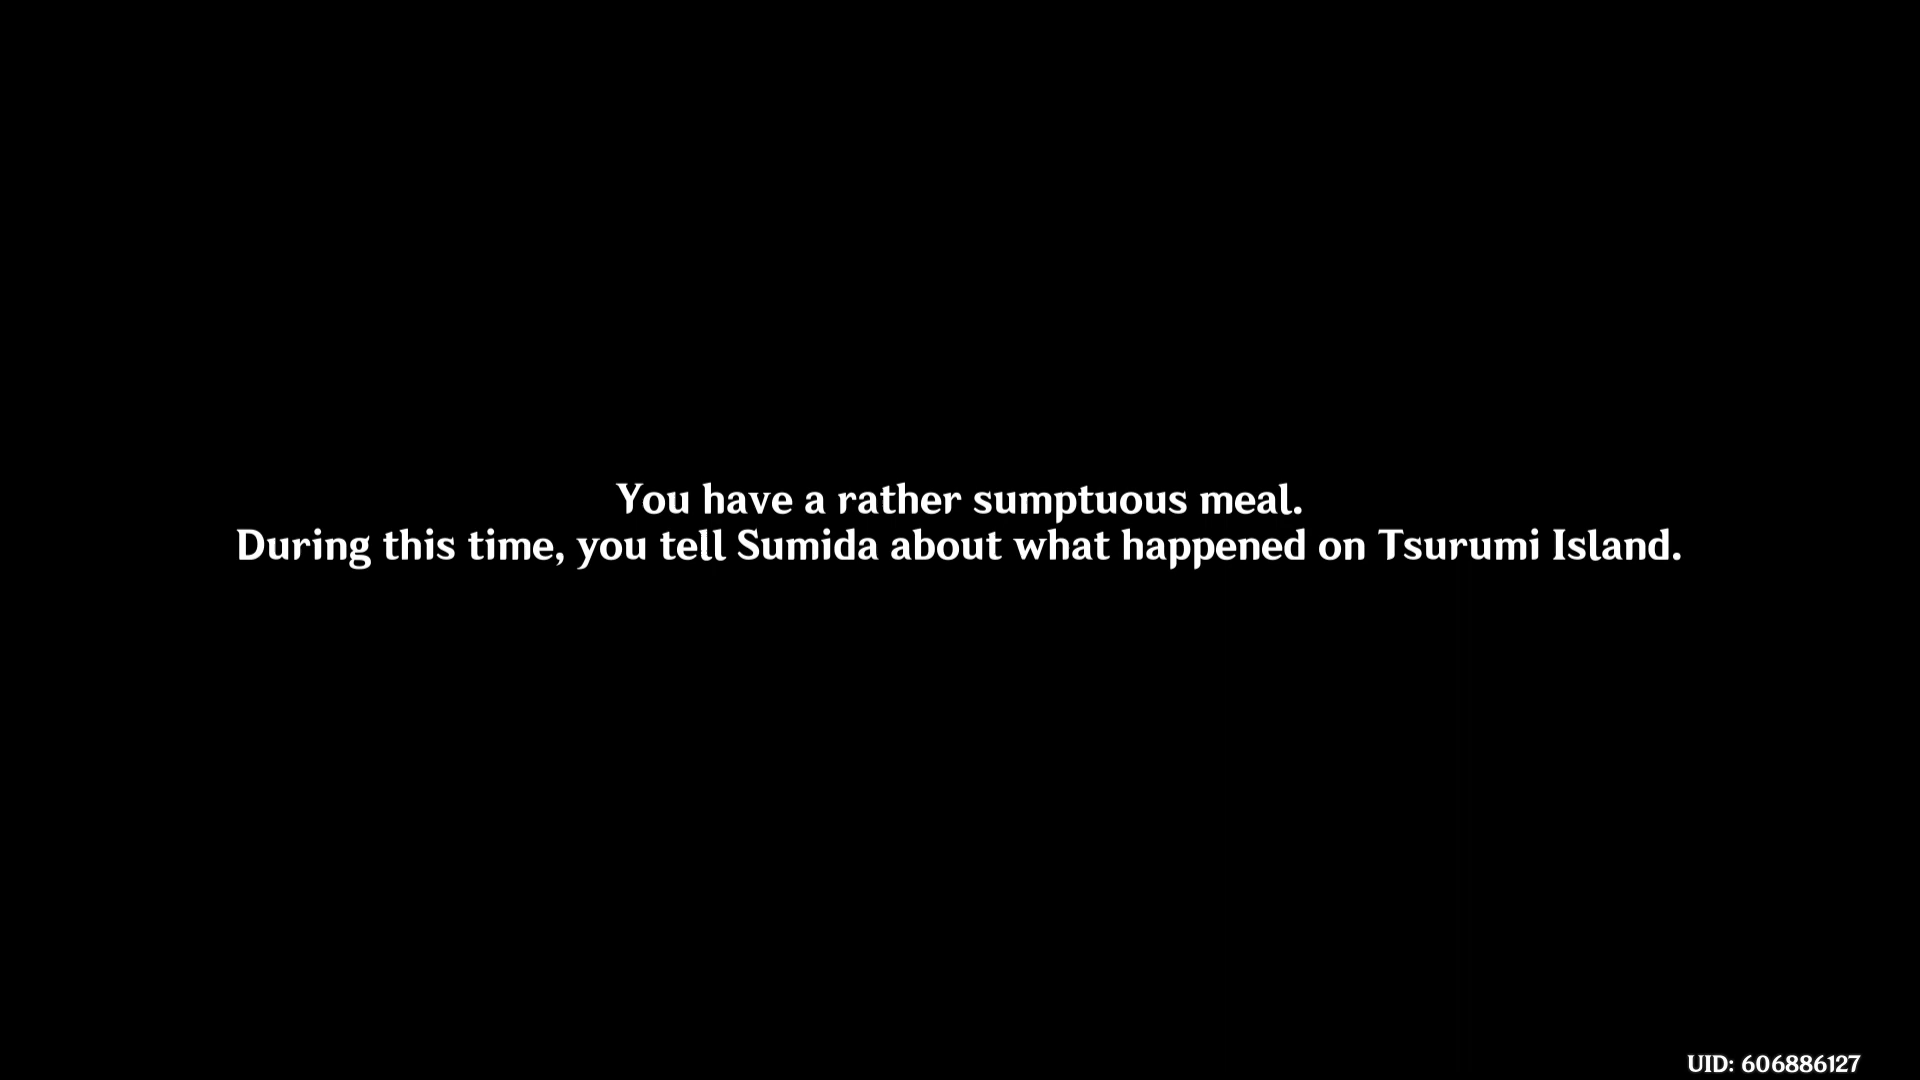 You have a rather sumptuous meal.
During this time, you tell Sumida about what happened on Tsurumi Island.
UID: 606886127